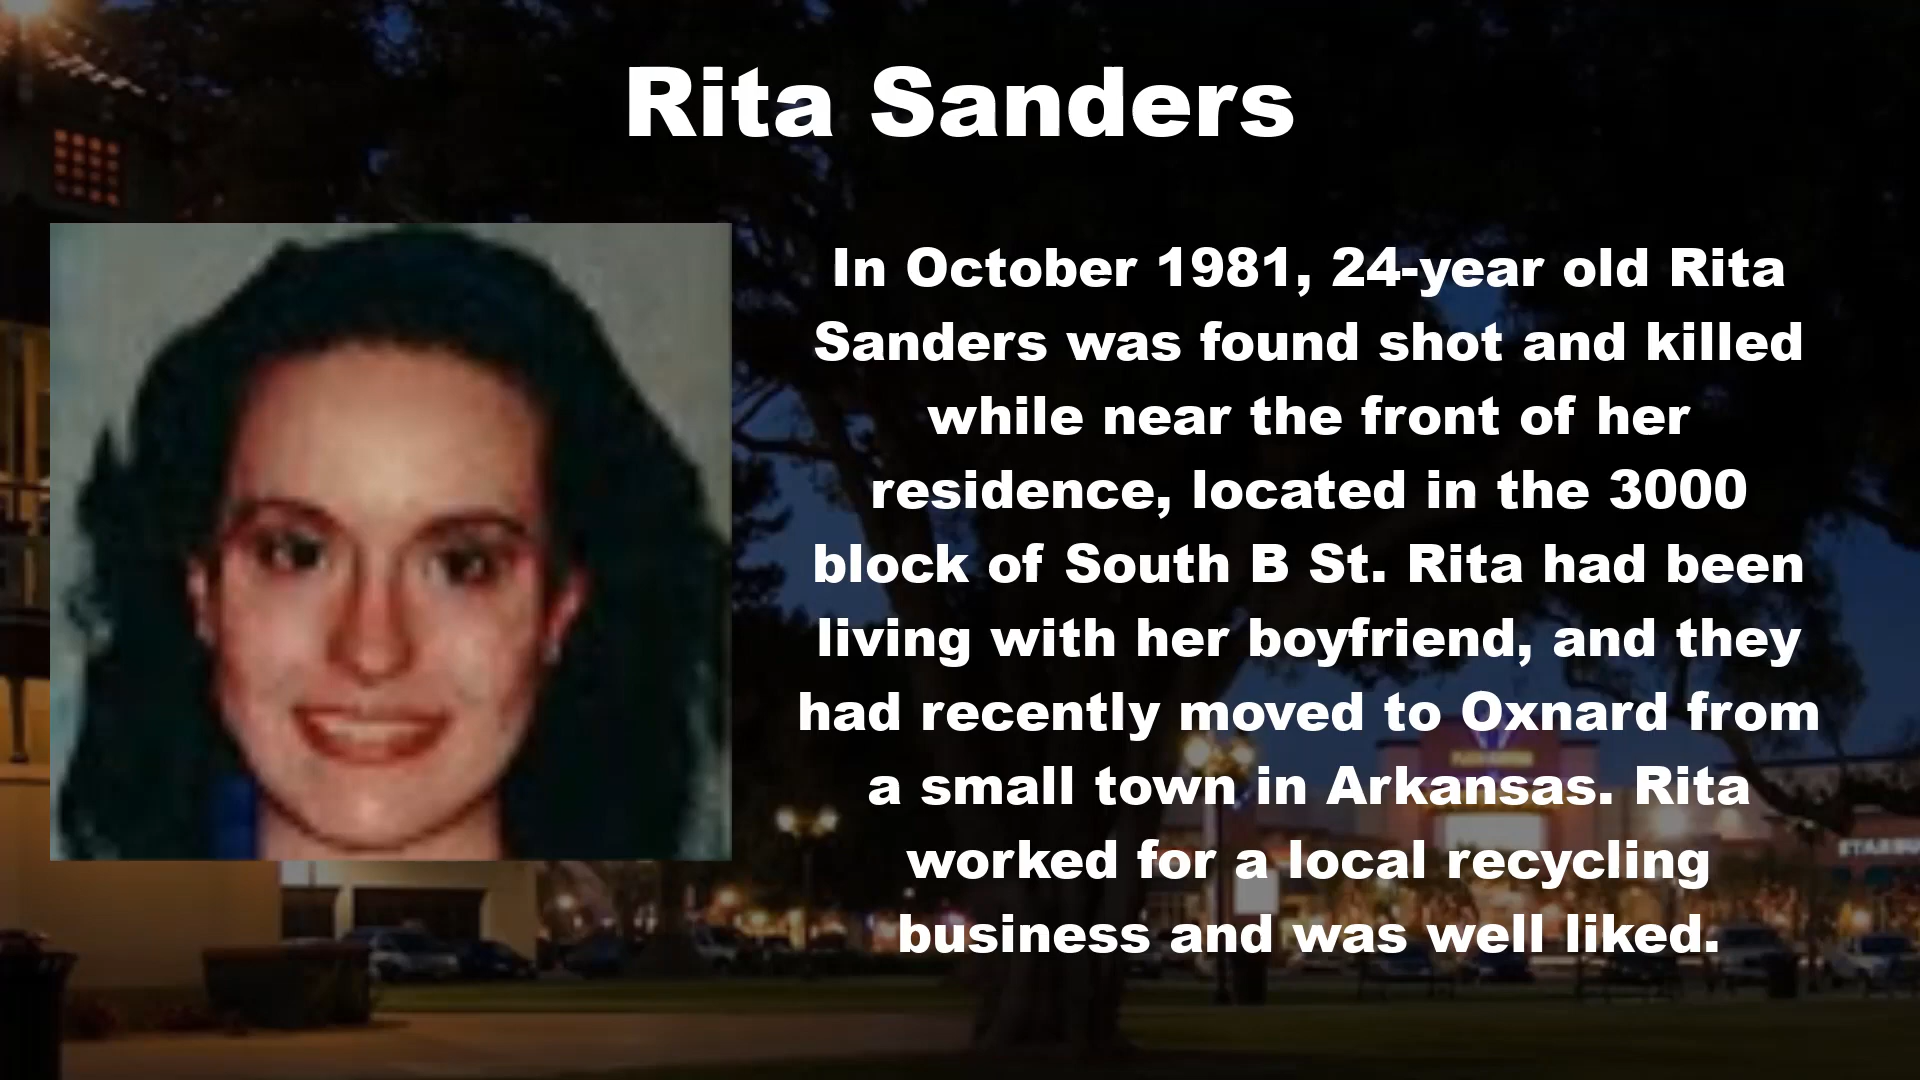 Rita Sanders
In October 1981, 24-year old Rita
Sanders was found shot and killed
while near the front of her
residence, located in the 3000
block of South B St. Rita had been
living with her boyfriend, and they
had recently moved to Oxnard from
a small town in Arkansas. Rita
worked for a local recycling
business and was well liked.